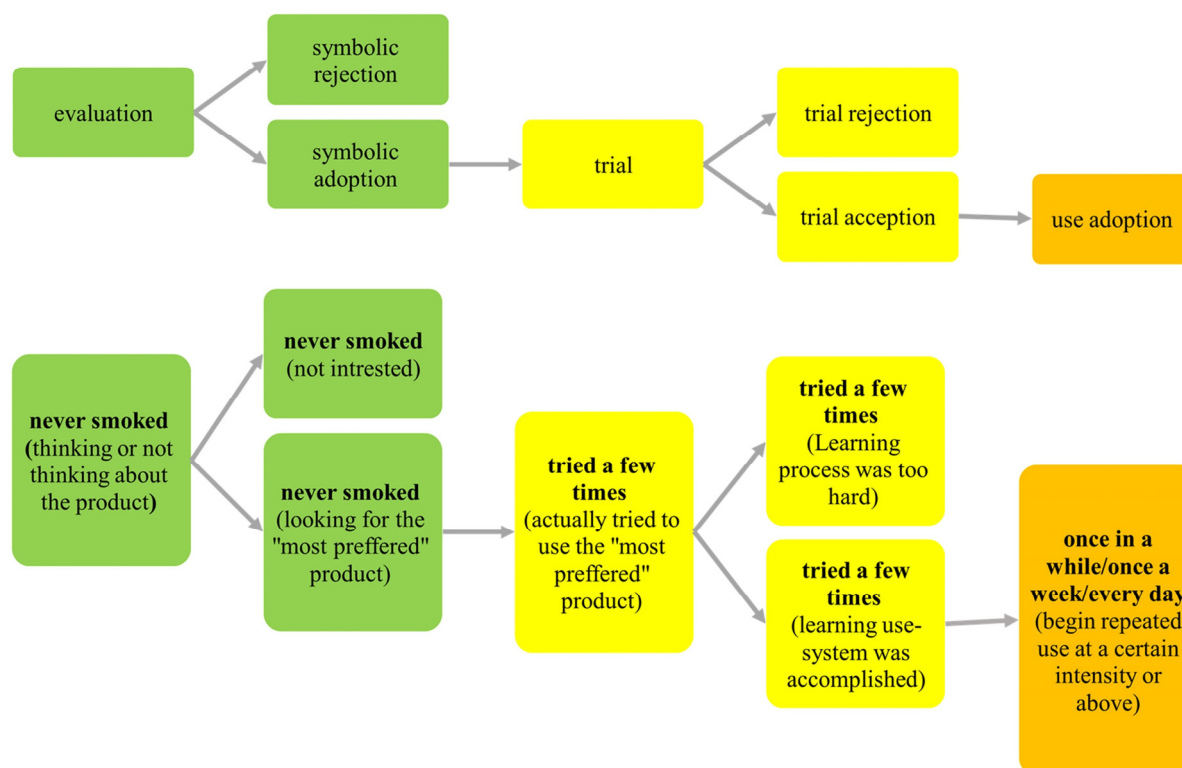 evaluation
symbolic
rejection
symbolic
adoption
trial
trial rejection
trial acception
use adoption
never smoked
(thinking or not
thinking about
the product)
never smoked
(not intrested)
never smoked
(looking for the
"most preffered"
product)
tried a few
times
(actually tried to
use the "most
preffered"
product)
tried a few
times
(Learning
process was too
hard)
tried a few
times
(learning use-
system was
accomplished)
once in a
while/once a
week/every day
(begin repeated
use at a certain
intensity or
above)